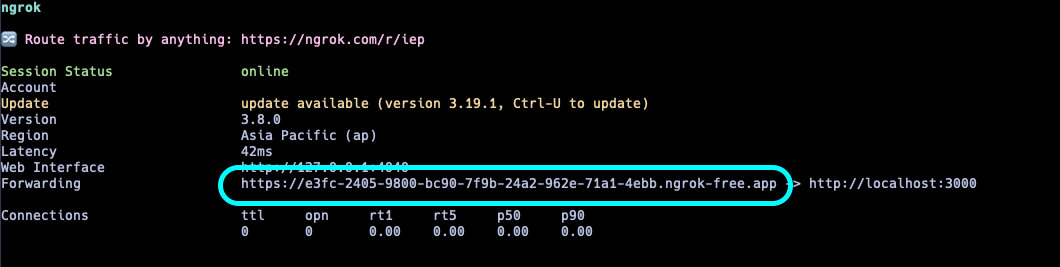 ngrok
Route traffic by anything: https://ngrok.com/r/iep
Session Status online
Account
Update update available (version 3.19.1, Ctrl-U to update)
Version 3.8.0
Region Asia Pacific (ap)
Latency 42ms
Web Interface http://127.0.0.1:4040
Forwarding https://e3fc-2405-9800-bc90-7f9b-24a2-962e-71a1-4ebb.ngrok-free.app -> http://localhost:3000
Connections ttl opn rt1 rt5 p50 p90
0 0 0.00 0.00 0.00 0.00